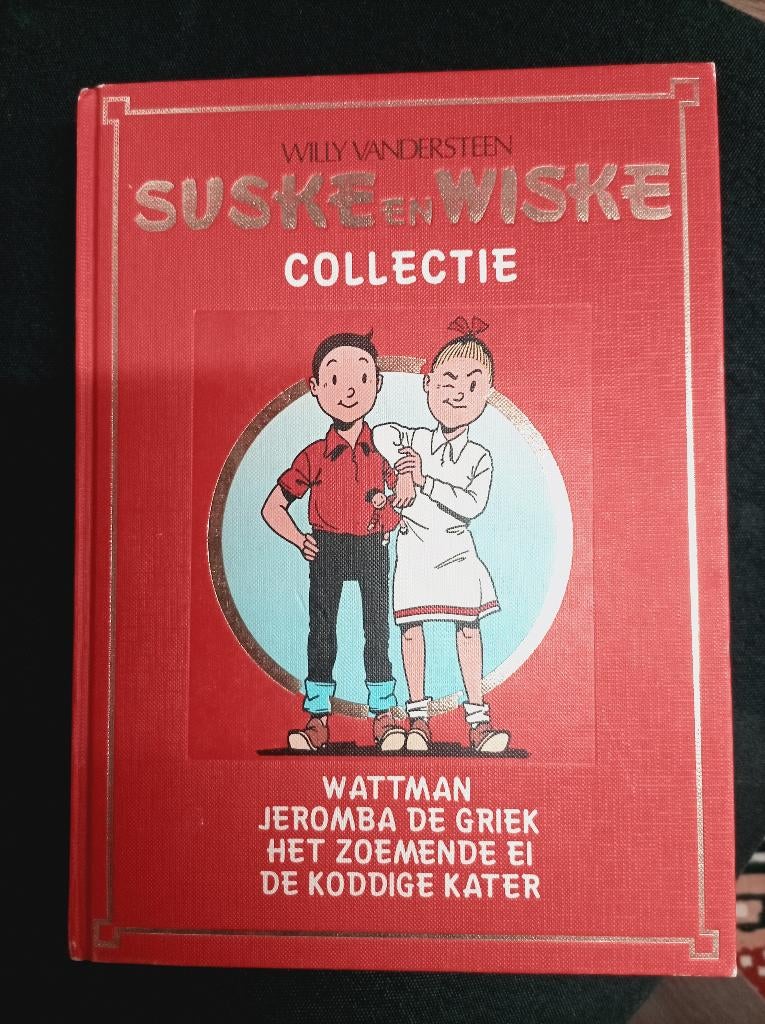 WILLY VANDERSTEEN
SUSKE EN WISKE
COLLECTIE
WATTMAN
JEROMBA DE GRIEK
HET ZOEMENDE EI
DE KODDIGE KATER